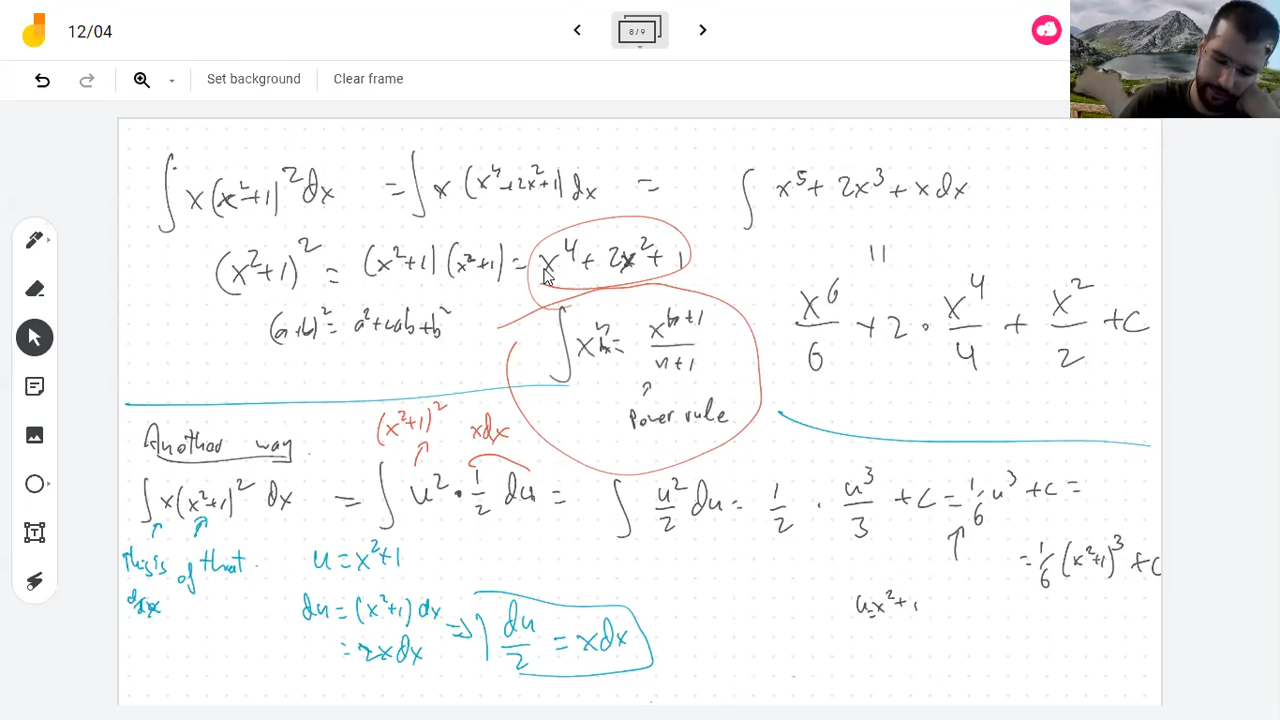 12/04
8 / 9
Set background
Clear frame
∫ x(x²+1)² dx = ∫ x (x⁴+2x²+1) dx = ∫ x⁵ + 2x³ + x dx
(x²+1)² = (x²+1)(x²+1) = x⁴ + 2x² + 1
(a+b)² = a² + 2ab + b²
∫ xⁿ dx = xⁿ⁺¹/n+1
↑
Power rule
||
x⁶/6 + 2 · x⁴/4 + x²/2 + C
Another way
(x²+1)² xdx
∫ x(x²+1)² dx = ∫ u² · 1/2 du = ∫ u²/2 du = 1/2 · u³/3 + C = 1/6 u³ + C =
= 1/6 (x²+1)³ + C
u=x²+1
this is of that
u = x²+1
du = (x²+1) dx
= 2x dx
⇒ du/2 = x dx